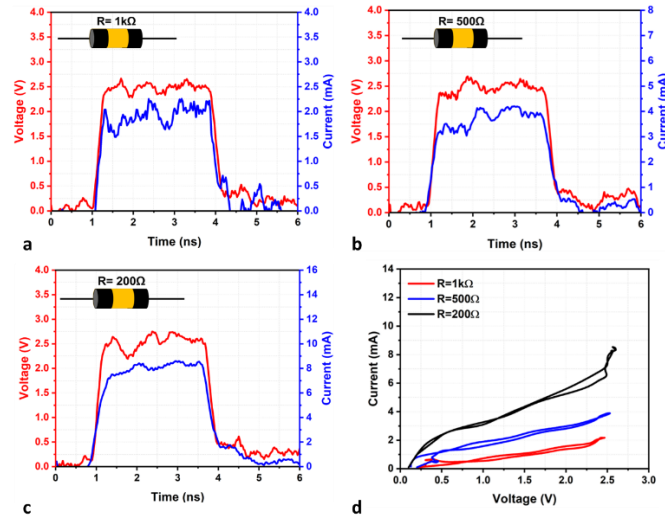 R= 1kΩ
4.0
3.5
3.0
2.5
2.0
1.5
1.0
0.5
0.0
Voltage (V)
4.0
3.5
3.0
2.5
2.0
1.5
1.0
0.5
0.0
Current (mA)
0 1 2 3 4 5 6
Time (ns)
a
R= 500Ω
4.0
3.5
3.0
2.5
2.0
1.5
1.0
0.5
0.0
Voltage (V)
8
7
6
5
4
3
2
1
0
Current (mA)
0 1 2 3 4 5 6
Time (ns)
b
R= 200Ω
4.0
3.5
3.0
2.5
2.0
1.5
1.0
0.5
0.0
Voltage (V)
16
14
12
10
8
6
4
2
0
Current (mA)
0 1 2 3 4 5 6
Time (ns)
c
R=1kΩ
R=500Ω
R=200Ω
14
12
10
8
6
4
2
0
Current (mA)
0.0 0.5 1.0 1.5 2.0 2.5 3.0
Voltage (V)
d